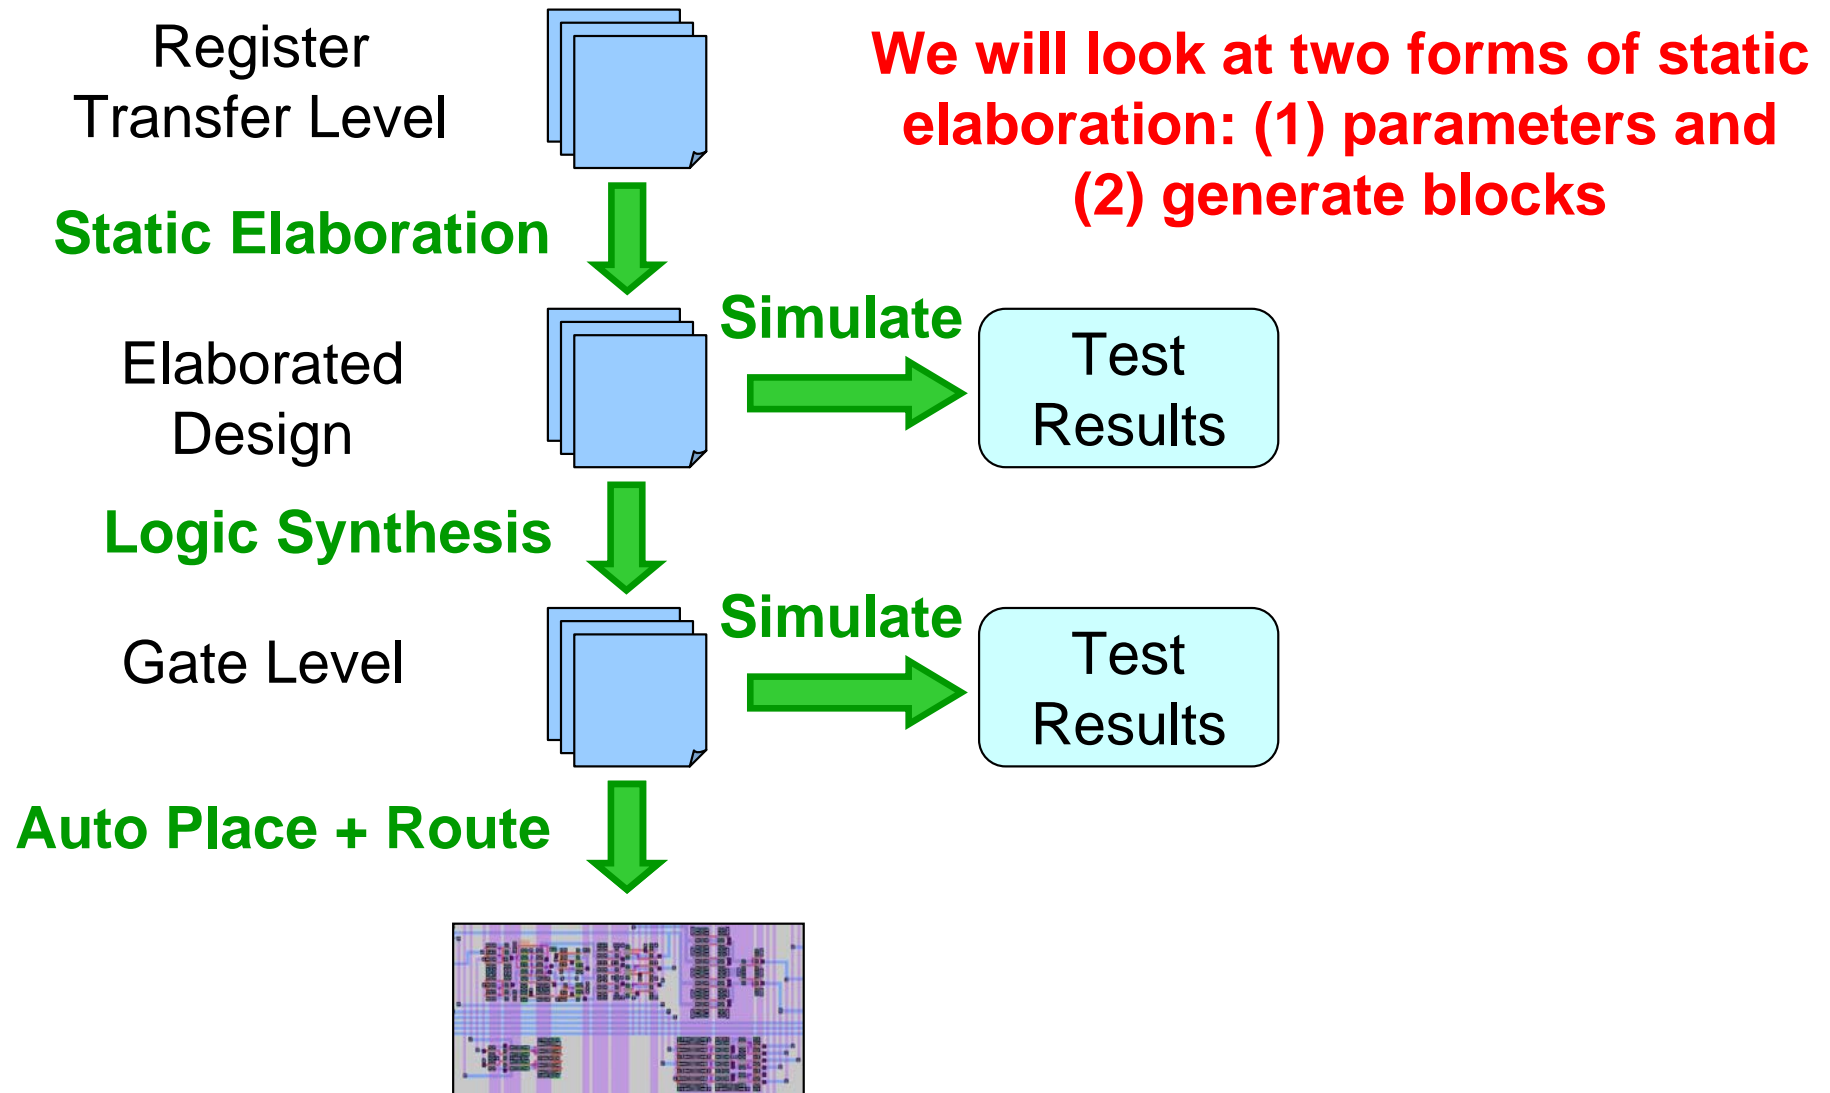 Register
Transfer Level
We will look at two forms of static
elaboration: (1) parameters and
(2) generate blocks
Static Elaboration
Elaborated
Design
Simulate
Test
Results
Logic Synthesis
Gate Level
Simulate
Test
Results
Auto Place + Route